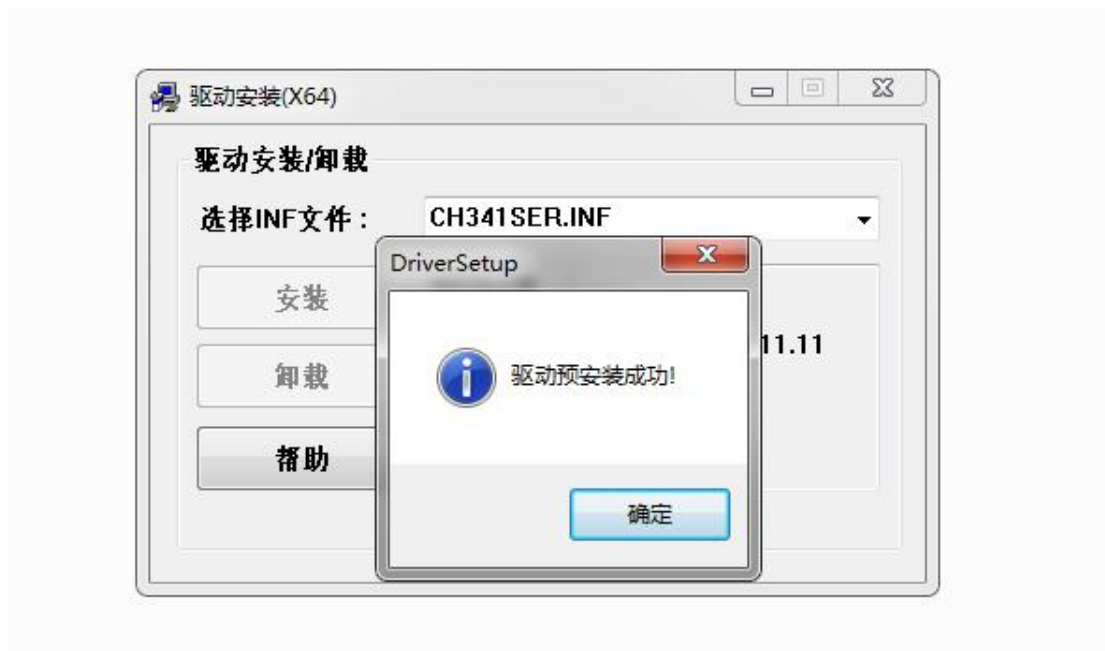 驱动安装(X64)
驱动安装/卸载
选择INF文件：
CH341SER.INF
DriverSetup
安装
11.11
驱动预安装成功!
卸载
帮助
确定